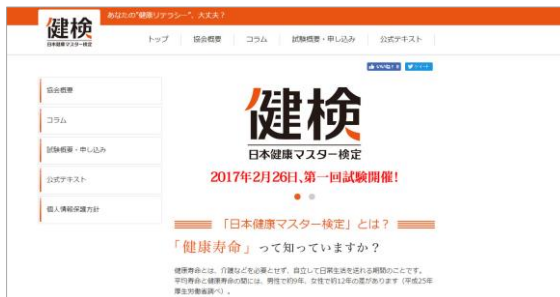 あなたの"健康リテラシー"、大丈夫？
健検
日本健康マスター検定
トップ 協会概要 コラム 試験概要・申し込み 公式テキスト
協会概要
コラム
試験概要・申し込み
公式テキスト
個人情報保護方針
健検
日本健康マスター検定
2017年2月26日、第一回試験開催!
「日本健康マスター検定」とは？
「健康寿命」って知っていますか？
健康寿命とは、介護などを必要とせず、自立して日常生活を送れる期間のことです。
平均寿命と健康寿命の間には、男性で約9年、女性で約12年の差があります（平成25年
厚生労働省調べ）。